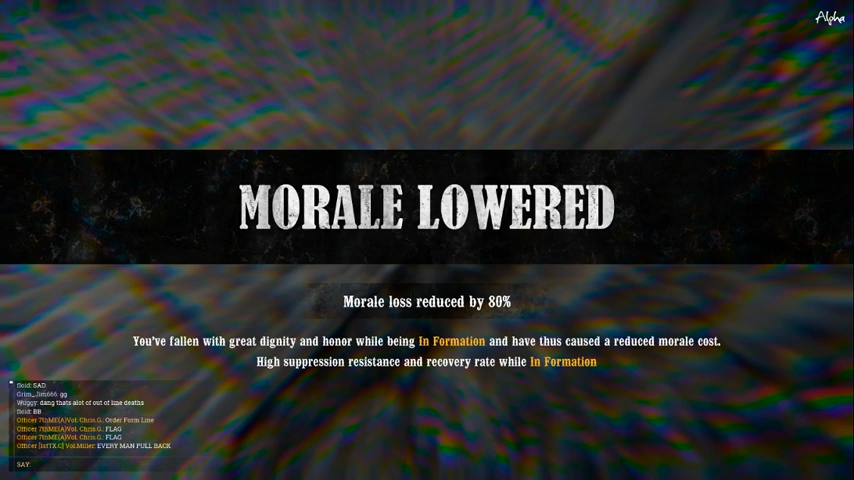 Alpha
MORALE LOWERED
Morale loss reduced by 80%
You've fallen with great dignity and honor while being In Formation and have thus caused a reduced morale cost.
High suppression resistance and recovery rate while In Formation
floid: SAD
Grim_Jim666: gg
Wuggy: dang thats alot of out of line deaths
floid: BB
Officer 7thME(A)Vol. Chris.G.: Order Form Line
Officer 7thME(A)Vol. Chris.G.: FLAG
Officer 7thME(A)Vol. Chris.G.: FLAG
Officer [1stTX.C] Vol.Miller: EVERY MAN PULL BACK
SAY: